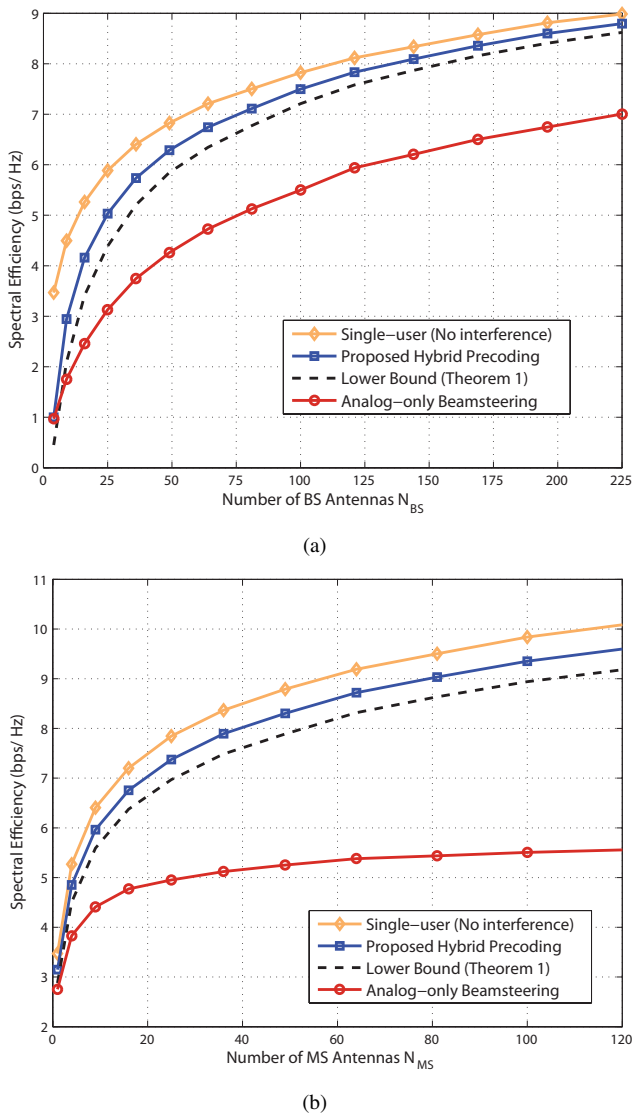 9
8
7
6
5
4
3
2
1
0
Spectral Efficiency (bps/ Hz)
Single−user (No interference)
Proposed Hybrid Precoding
Lower Bound (Theorem 1)
Analog−only Beamsteering
0 25 50 75 100 125 150 175 200 225
Number of BS Antennas N_BS
(a)
11
10
9
8
7
6
5
4
3
2
Spectral Efficiency (bps/ Hz)
Single−user (No interference)
Proposed Hybrid Precoding
Lower Bound (Theorem 1)
Analog−only Beamsteering
0 20 40 60 80 100 120
Number of MS Antennas N_MS
(b)